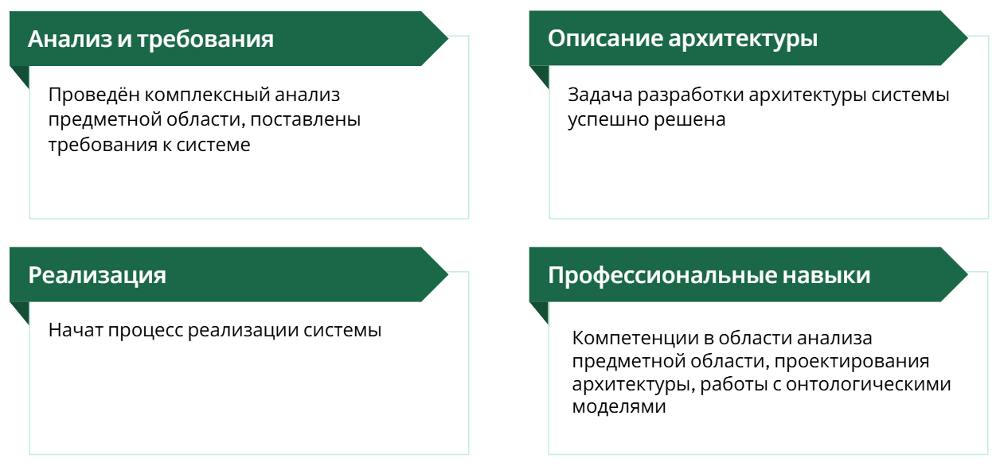 Анализ и требования
Проведён комплексный анализ
предметной области, поставлены
требования к системе
Описание архитектуры
Задача разработки архитектуры системы
успешно решена
Реализация
Начат процесс реализации системы
Профессиональные навыки
Компетенции в области анализа
предметной области, проектирования
архитектуры, работы с онтологическими
моделями